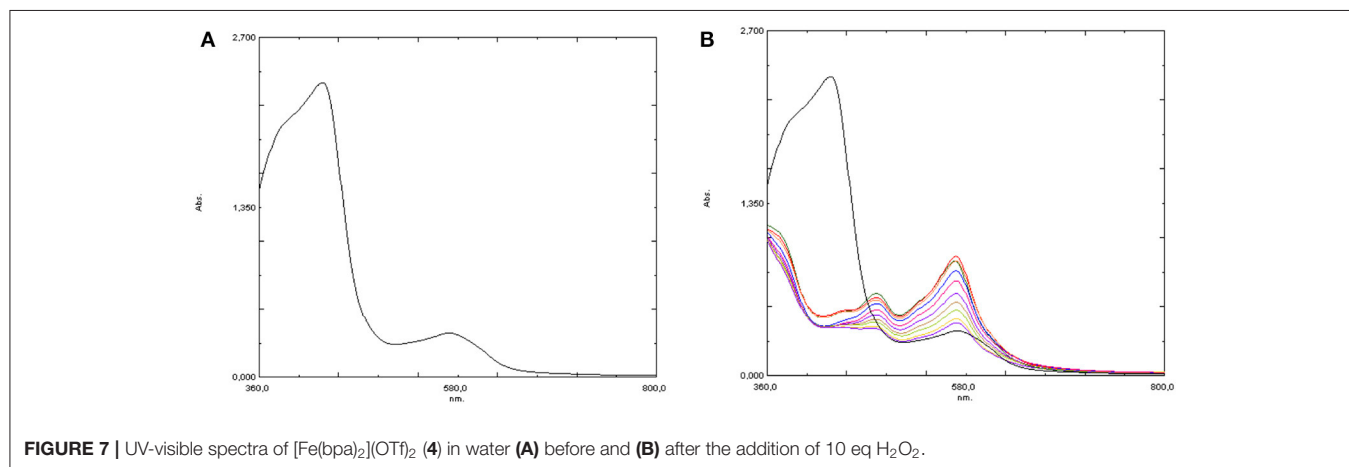 A
2,700
Abs.
1,350
0,000
360,0
580,0
800,0
nm.
B
2,700
Abs.
1,350
0,000
360,0
580,0
800,0
nm.
FIGURE 7 | UV-visible spectra of [Fe(bpa)₂](OTf)₂ (4) in water (A) before and (B) after the addition of 10 eq H₂O₂.